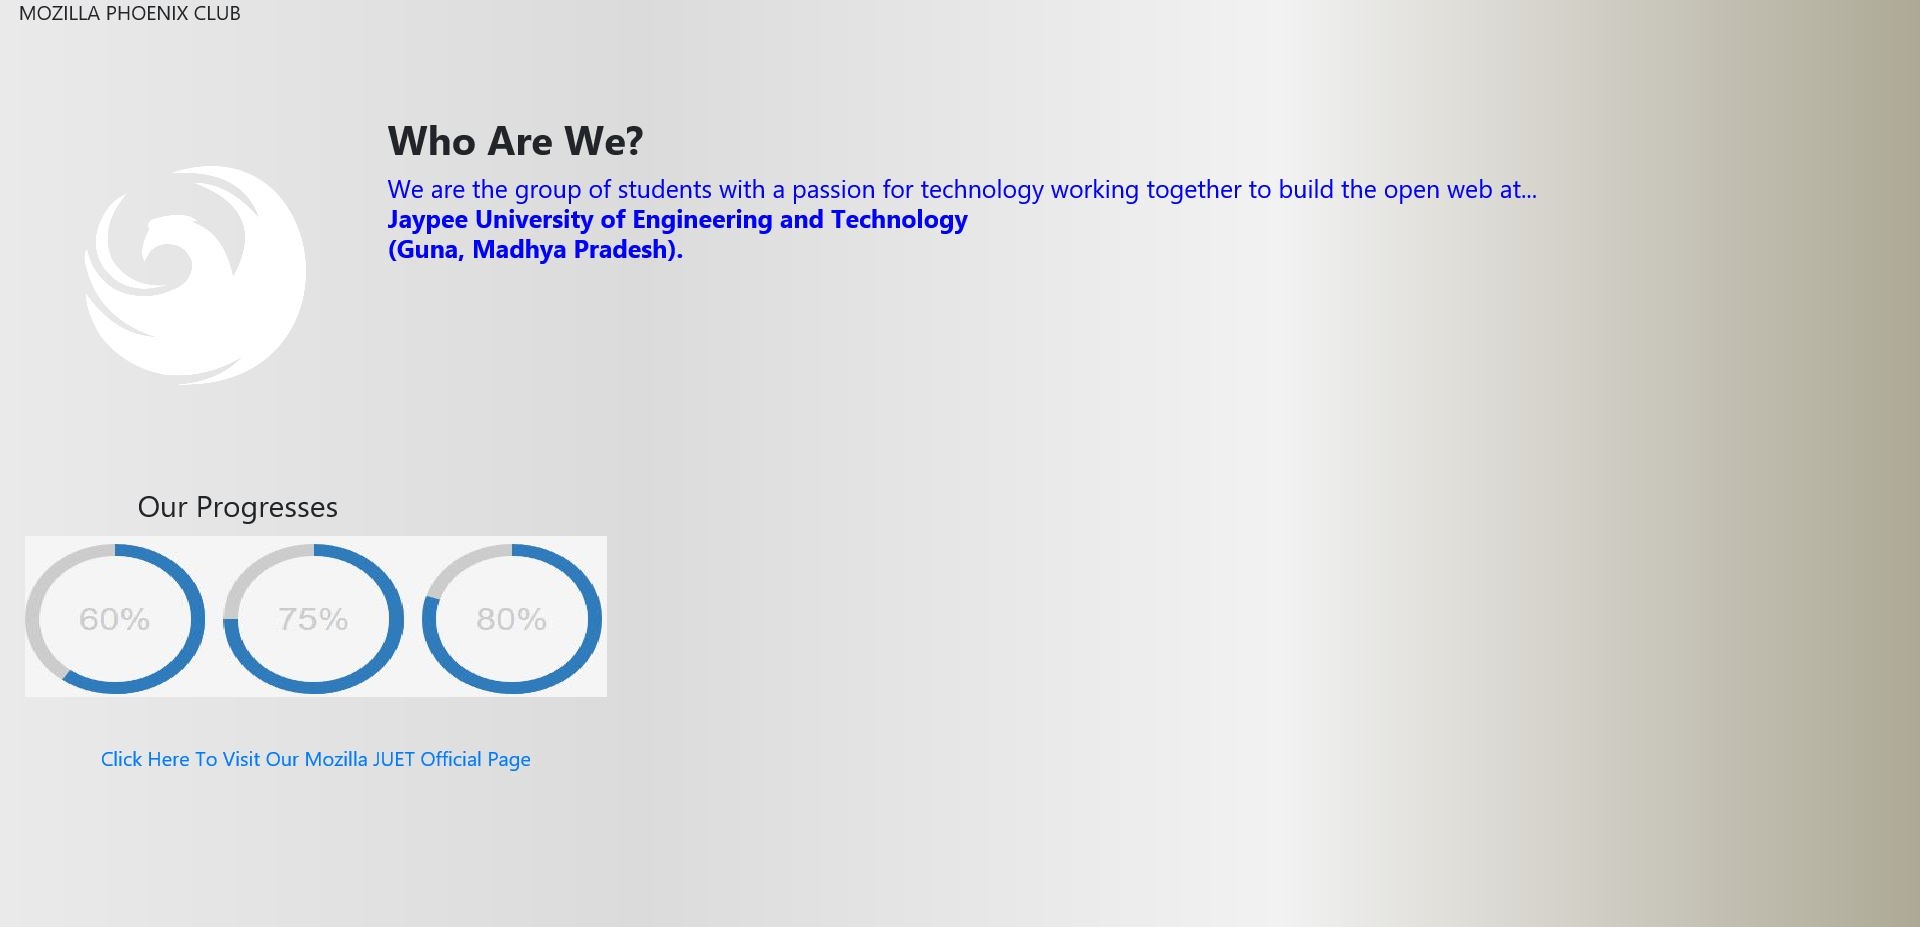 MOZILLA PHOENIX CLUB
Who Are We?
We are the group of students with a passion for technology working together to build the open web at...
Jaypee University of Engineering and Technology
(Guna, Madhya Pradesh).
Our Progresses
60% 75% 80%
Click Here To Visit Our Mozilla JUET Official Page